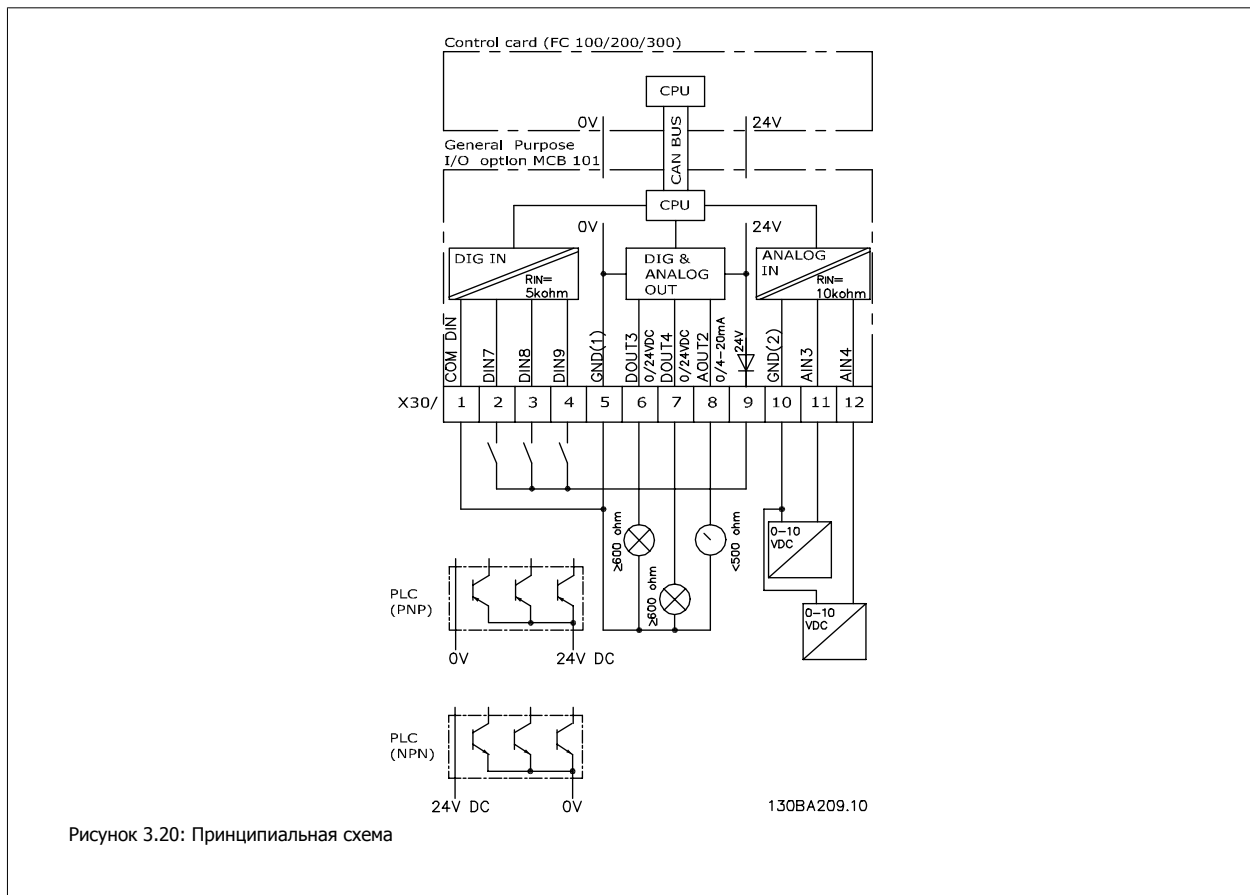 Control card (FC 100/200/300)
CPU
0V
24V
CAN BUS
General Purpose
I/O option MCB 101
CPU
0V
24V
DIG IN
RIN=
5kohm
DIG &
ANALOG
OUT
ANALOG
IN
RIN=
10kohm
COM DIN
DIN7
DIN8
DIN9
GND(1)
DOUT3
0/24VDC
DOUT4
0/24VDC
AOUT2
0/4-20mA
24V
GND(2)
AIN3
AIN4
X30/ 1 2 3 4 5 6 7 8 9 10 11 12
≥600 ohm
≥600 ohm
<500 ohm
0-10
VDC
0-10
VDC
PLC
(PNP)
0V
24V DC
PLC
(NPN)
24V DC
0V
130BA209.10
Рисунок 3.20: Принципиальная схема